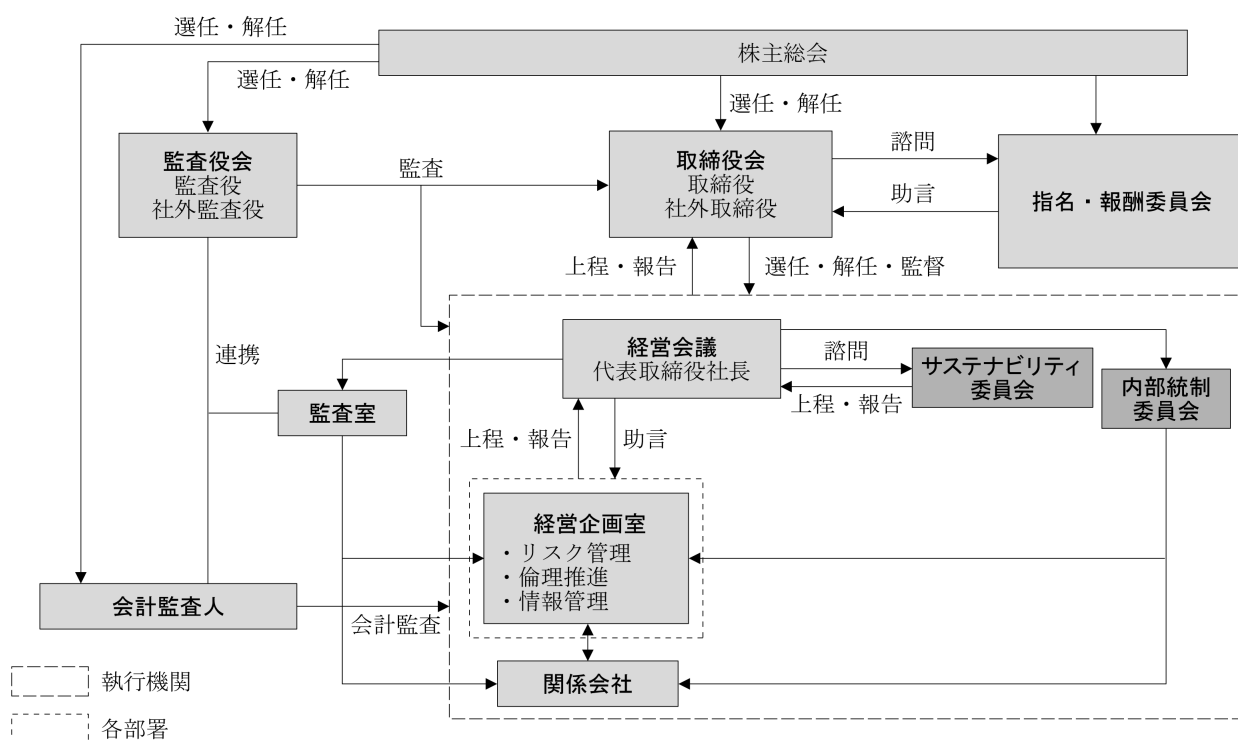 選任・解任
株主総会
選任・解任
選任・解任
監査役会
監査役
社外監査役
監査
取締役会
取締役
社外取締役
諮問
助言
指名・報酬委員会
上程・報告
選任・解任・監督
連携
経営会議
代表取締役社長
諮問
上程・報告
サステナビリティ
委員会
内部統制
委員会
監査室
上程・報告
助言
経営企画室
・リスク管理
・倫理推進
・情報管理
会計監査人
会計監査
関係会社
執行機関
各部署